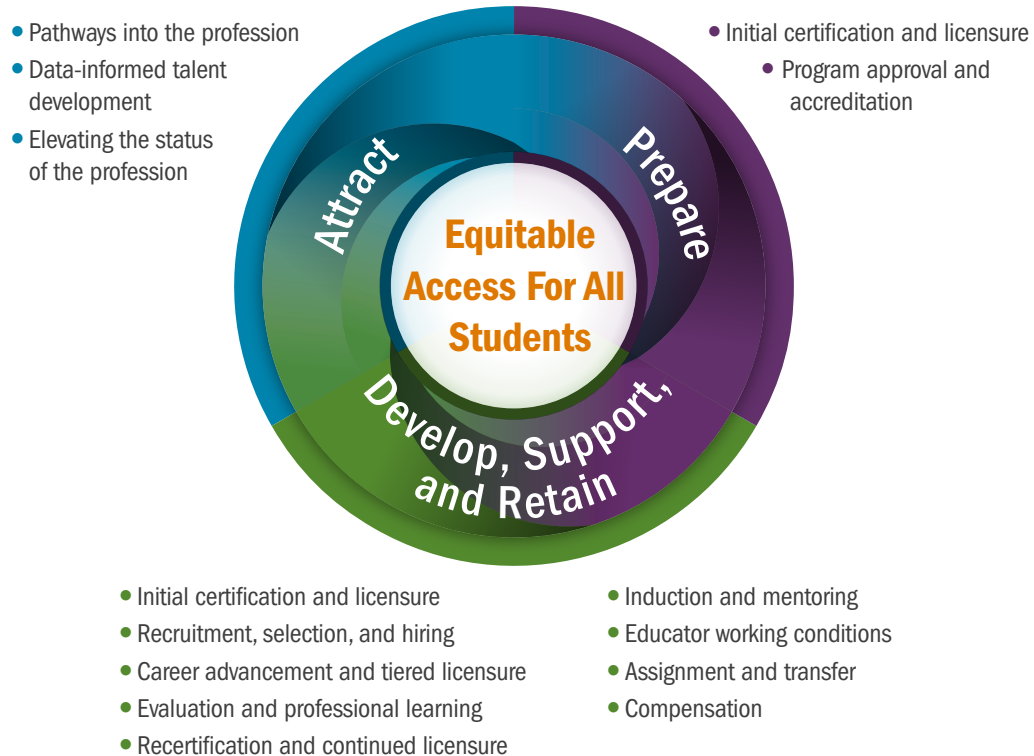 Pathways into the profession
Data-informed talent
development
Elevating the status
of the profession
Initial certification and licensure
Program approval and
accreditation
Attract
Prepare
Equitable
Access For All
Students
Develop, Support,
and Retain
Initial certification and licensure
Recruitment, selection, and hiring
Career advancement and tiered licensure
Evaluation and professional learning
Recertification and continued licensure
Induction and mentoring
Educator working conditions
Assignment and transfer
Compensation